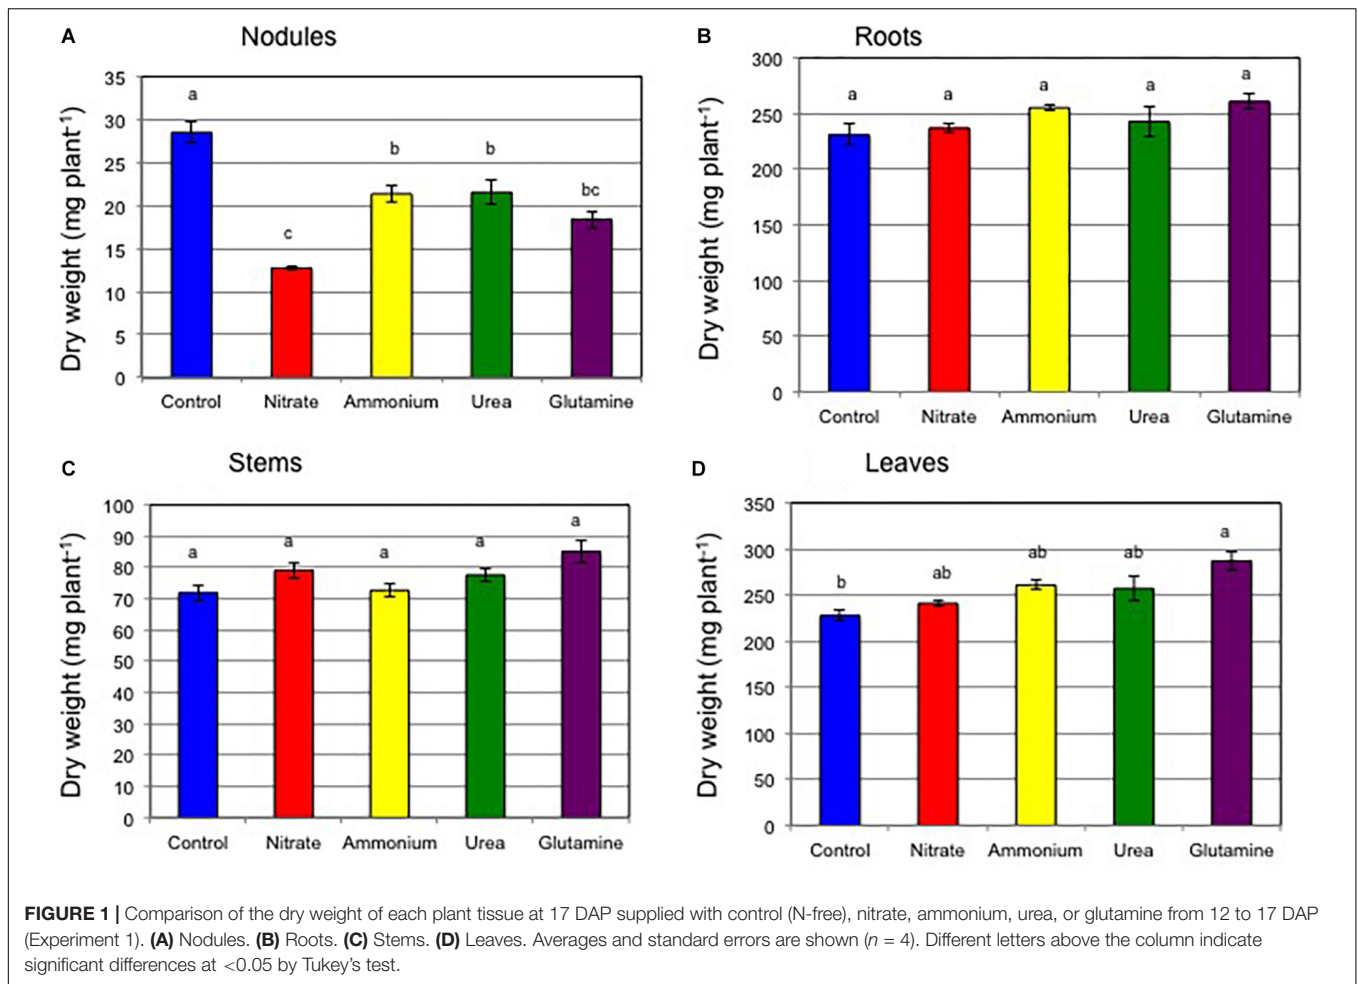 A
Nodules
Dry weight (mg plant⁻¹)
35
30
25
20
15
10
5
0
a
c
b
b
bc
Control
Nitrate
Ammonium
Urea
Glutamine
B
Roots
Dry weight (mg plant⁻¹)
300
250
200
150
100
50
0
a
a
a
a
a
Control
Nitrate
Ammonium
Urea
Glutamine
C
Stems
Dry weight (mg plant⁻¹)
100
90
80
70
60
50
40
30
20
10
0
a
a
a
a
a
Control
Nitrate
Ammonium
Urea
Glutamine
D
Leaves
Dry weight (mg plant⁻¹)
350
300
250
200
150
100
50
0
b
ab
ab
ab
a
Control
Nitrate
Ammonium
Urea
Glutamine
FIGURE 1 | Comparison of the dry weight of each plant tissue at 17 DAP supplied with control (N-free), nitrate, ammonium, urea, or glutamine from 12 to 17 DAP
(Experiment 1). (A) Nodules. (B) Roots. (C) Stems. (D) Leaves. Averages and standard errors are shown (n = 4). Different letters above the column indicate
significant differences at <0.05 by Tukey's test.